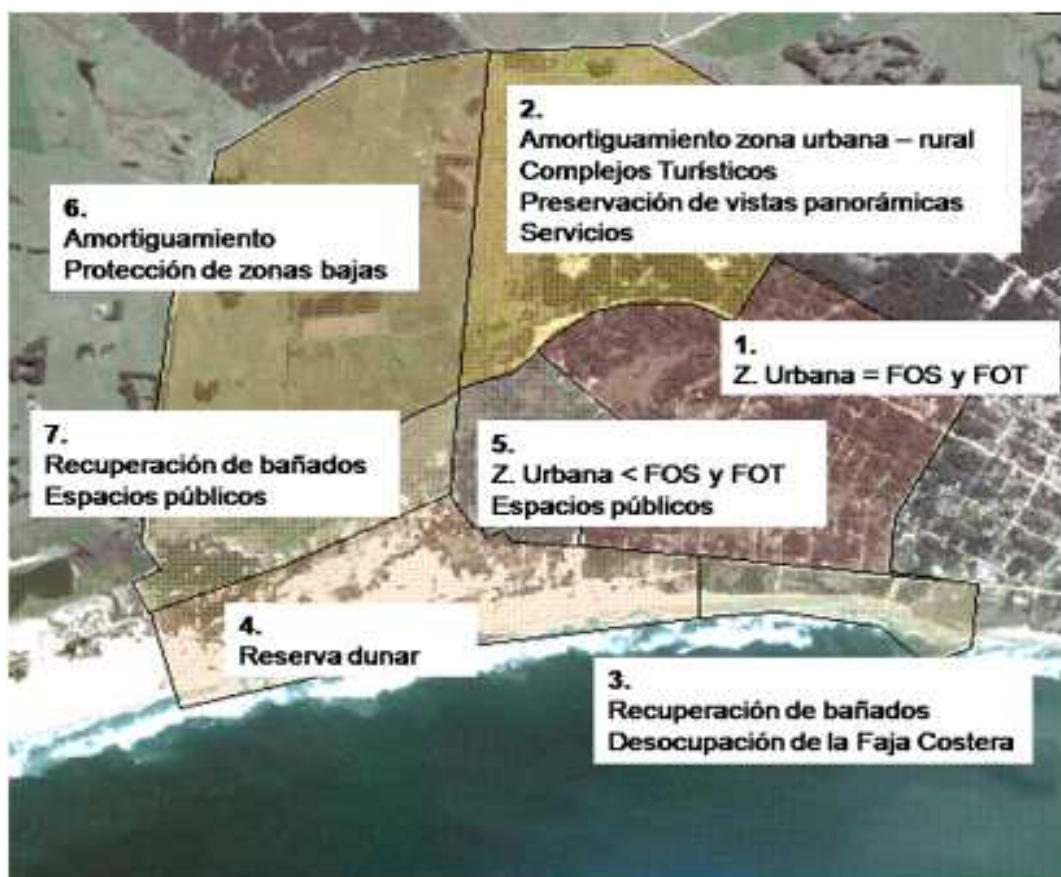 2.
Amortiguamiento zona urbana – rural
Complejos Turísticos
Preservación de vistas panorámicas
Servicios
6.
Amortiguamiento
Protección de zonas bajas
1.
Z. Urbana = FOS y FOT
7.
Recuperación de bañados
Espacios públicos
5.
Z. Urbana < FOS y FOT
Espacios públicos
4.
Reserva dunar
3.
Recuperación de bañados
Desocupación de la Faja Costera